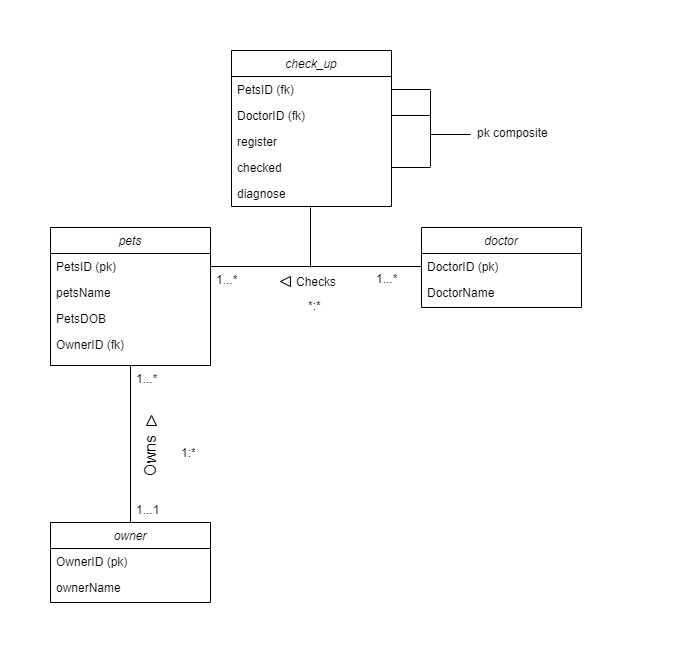 check_up
PetsID (fk)
DoctorID (fk)
register
checked
diagnose
pk composite
pets
PetsID (pk)
petsName
PetsDOB
OwnerID (fk)
doctor
DoctorID (pk)
DoctorName
1...*
Checks
1...*
*:*
1...*
Owns
1:*
1...1
owner
OwnerID (pk)
ownerName